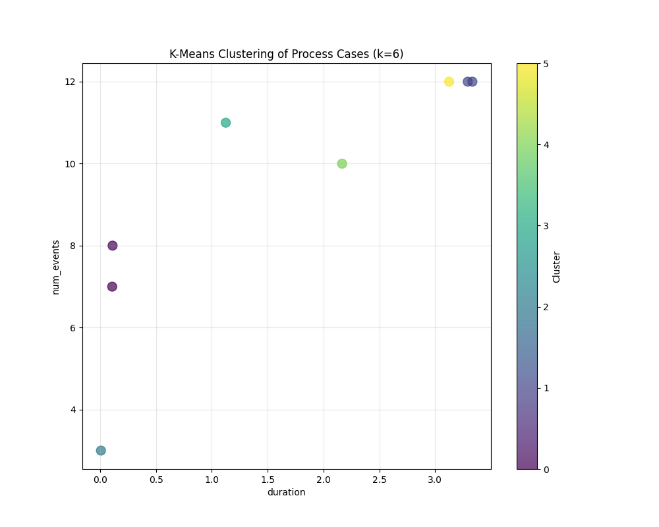 K-Means Clustering of Process Cases (k=6)
12
10
8
6
4
num_events
0.0 0.5 1.0 1.5 2.0 2.5 3.0
duration
5
4
3
2
1
0
Cluster